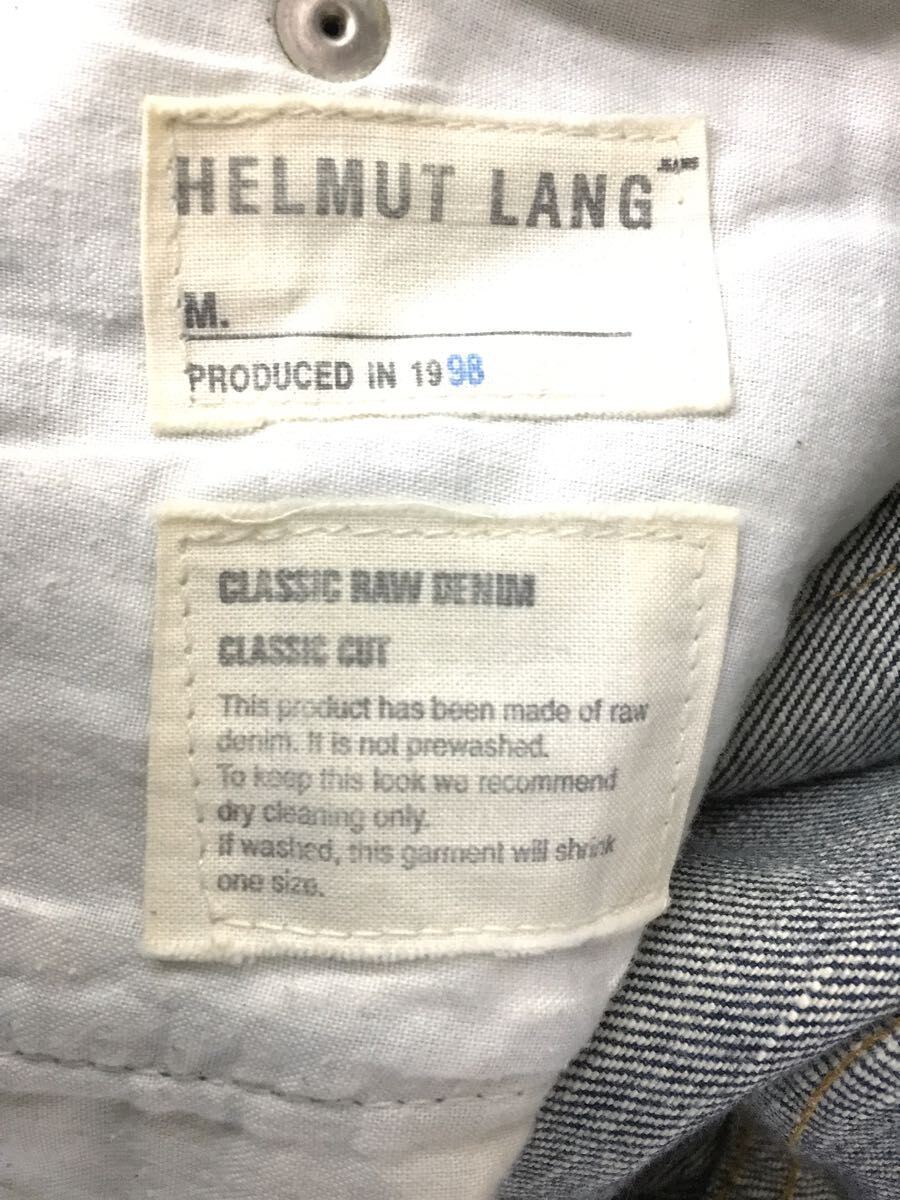 HELMUT LANG JEANS
M.
PRODUCED IN 1998
CLASSIC RAW DENIM
CLASSIC CUT
This product has been made of raw
denim. It is not prewashed.
To keep this look we recommend
dry cleaning only.
If washed, this garment will shrink
one size.